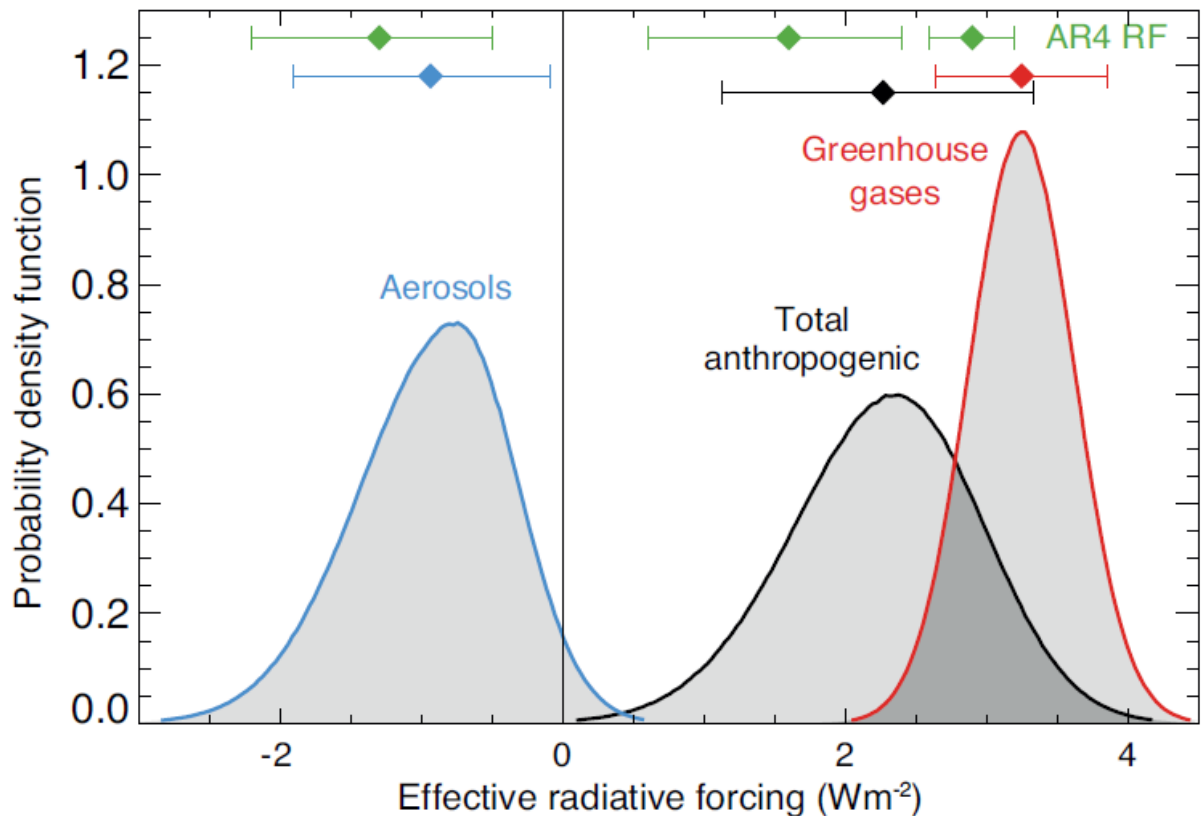 AR4 RF
1.2
Greenhouse
gases
1.0
Aerosols
0.8
Total
anthropogenic
0.6
0.4
0.2
0.0
Probability density function
-2
0
2
4
Effective radiative forcing (Wm-2)